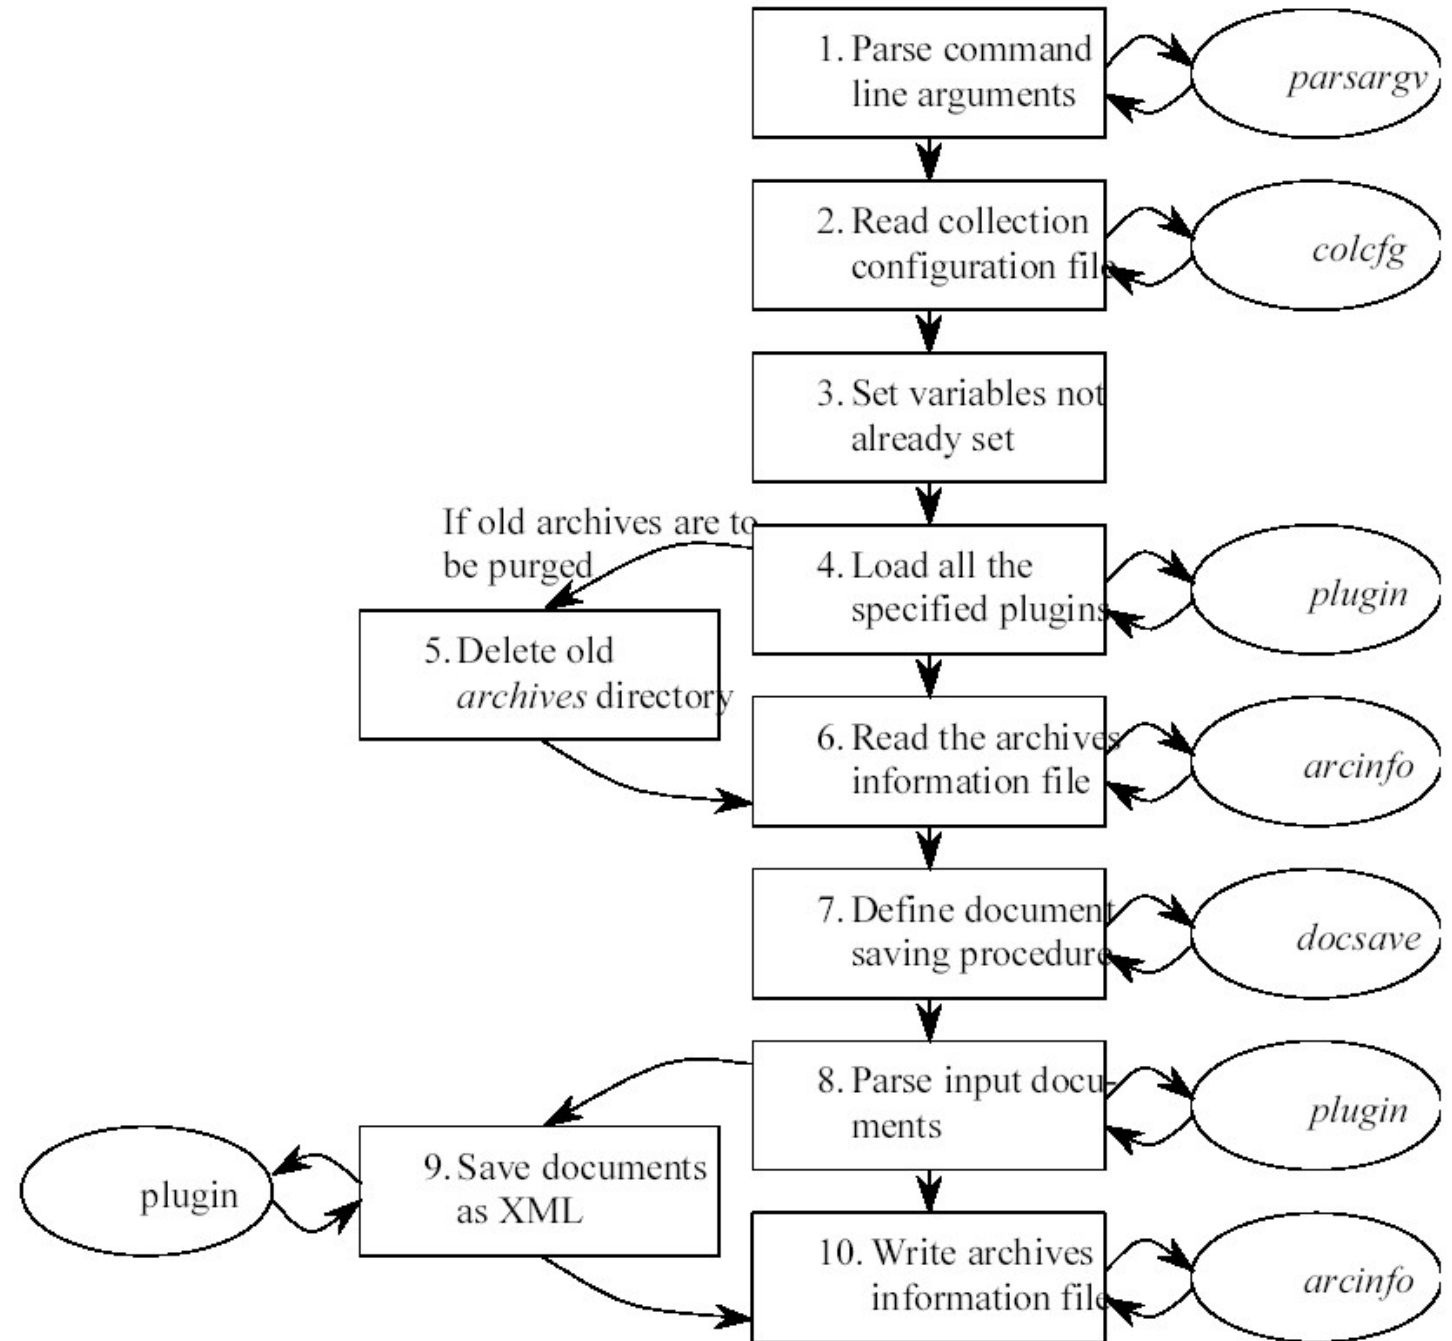 1. Parse command
line arguments
parsargv
2. Read collection
configuration file
colcfg
3. Set variables not
already set
If old archives are to
be purged
4. Load all the
specified plugins
plugin
5. Delete old
archives directory
6. Read the archives
information file
arcinfo
7. Define document
saving procedure
docsave
8. Parse input docu-
ments
plugin
9. Save documents
as XML
plugin
10. Write archives
information file
arcinfo